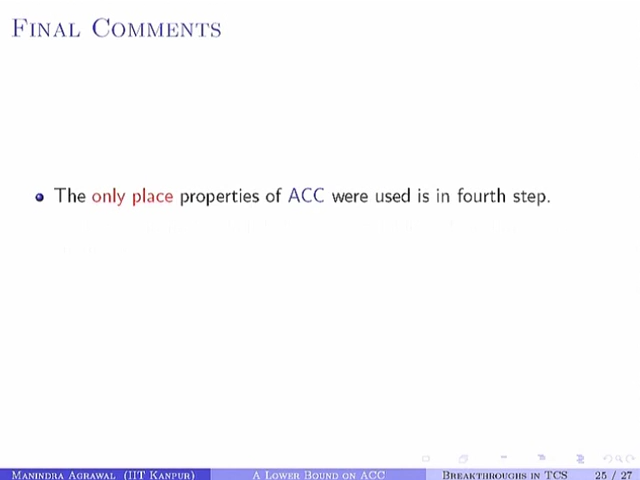 Final Comments
The only place properties of ACC were used is in fourth step.
Manindra Agrawal (IIT Kanpur) A Lower Bound on ACC Breakthroughs in TCS 25 / 27